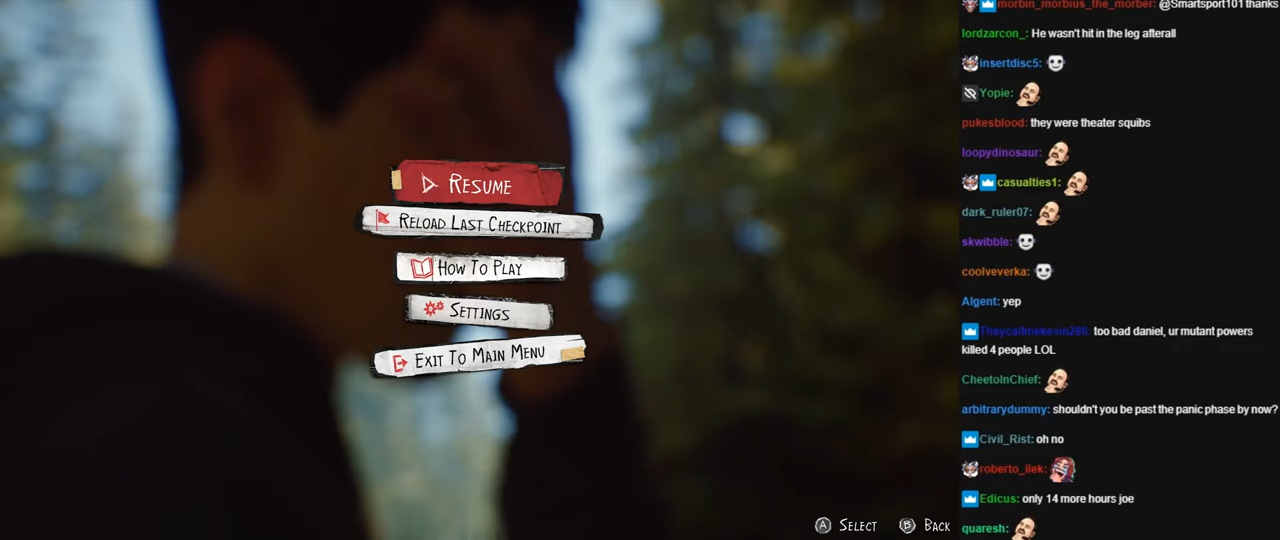 Resume
Reload Last Checkpoint
How To Play
Settings
Exit To Main Menu
A Select B Back
morbin_morbius_the_morber: @Smartsport101 thanks
lordzarcon_: He wasn't hit in the leg afterall
insertdisc5:
Yopie:
pukesblood: they were theater squibs
loopydinosaur:
casualties1:
dark_ruler07:
skwibble:
coolveverka:
Algent: yep
Theycallmekevin286: too bad daniel, ur mutant powers
killed 4 people LOL
CheetoInChief:
arbitrarydummy: shouldn't you be past the panic phase by now?
Civil_Rist: oh no
roberto_ilek:
Edicus: only 14 more hours joe
quaresh: